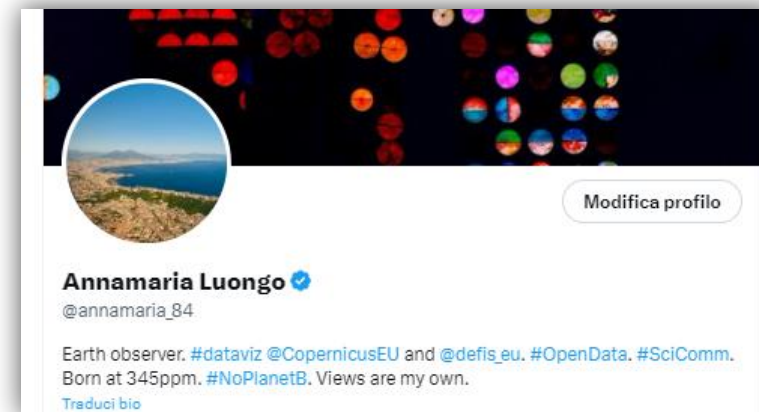 Modifica profilo
Annamaria Luongo
@annamaria_84
Earth observer. #dataviz @CopernicusEU and @defis_eu. #OpenData. #SciComm.
Born at 345ppm. #NoPlanetB. Views are my own.
Traduci bio